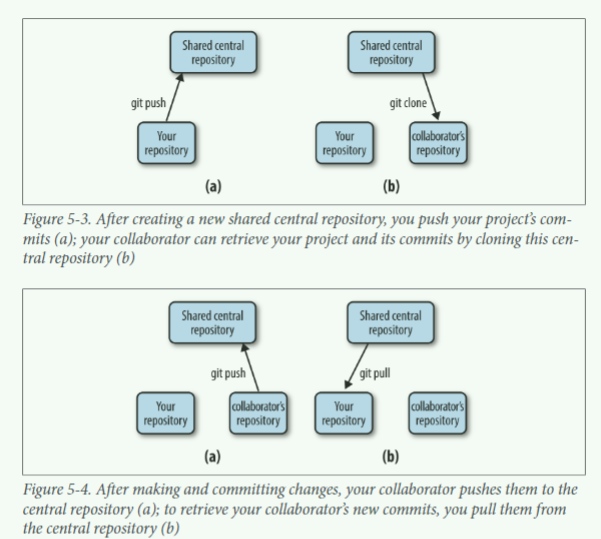 Shared central
repository
git push
Your
repository
(a)
Shared central
repository
git clone
Your
repository
collaborator's
repository
(b)
Figure 5-3. After creating a new shared central repository, you push your project's com-
mits (a); your collaborator can retrieve your project and its commits by cloning this cen-
tral repository (b)
Shared central
repository
git push
Your
repository
collaborator's
repository
(a)
Shared central
repository
git pull
Your
repository
collaborator's
repository
(b)
Figure 5-4. After making and committing changes, your collaborator pushes them to the
central repository (a); to retrieve your collaborator's new commits, you pull them from
the central repository (b)